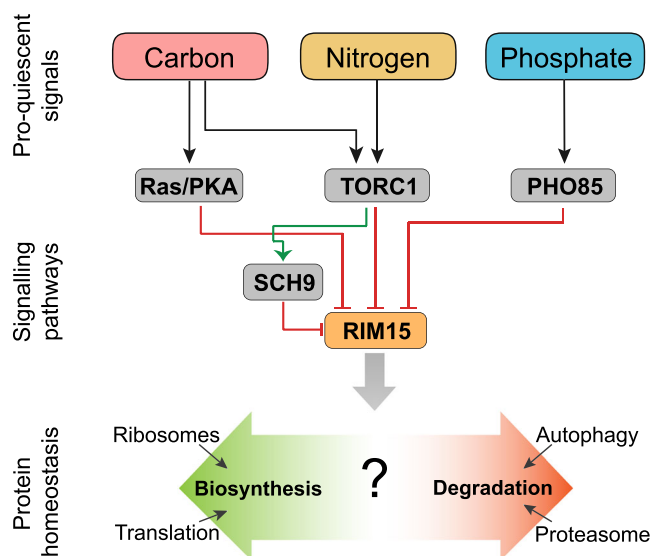 Pro-quiescent
signals
Carbon
Nitrogen
Phosphate
Signalling
pathways
Ras/PKA
TORC1
PHO85
SCH9
RIM15
Protein
homeostasis
Ribosomes
Autophagy
Biosynthesis
?
Degradation
Translation
Proteasome